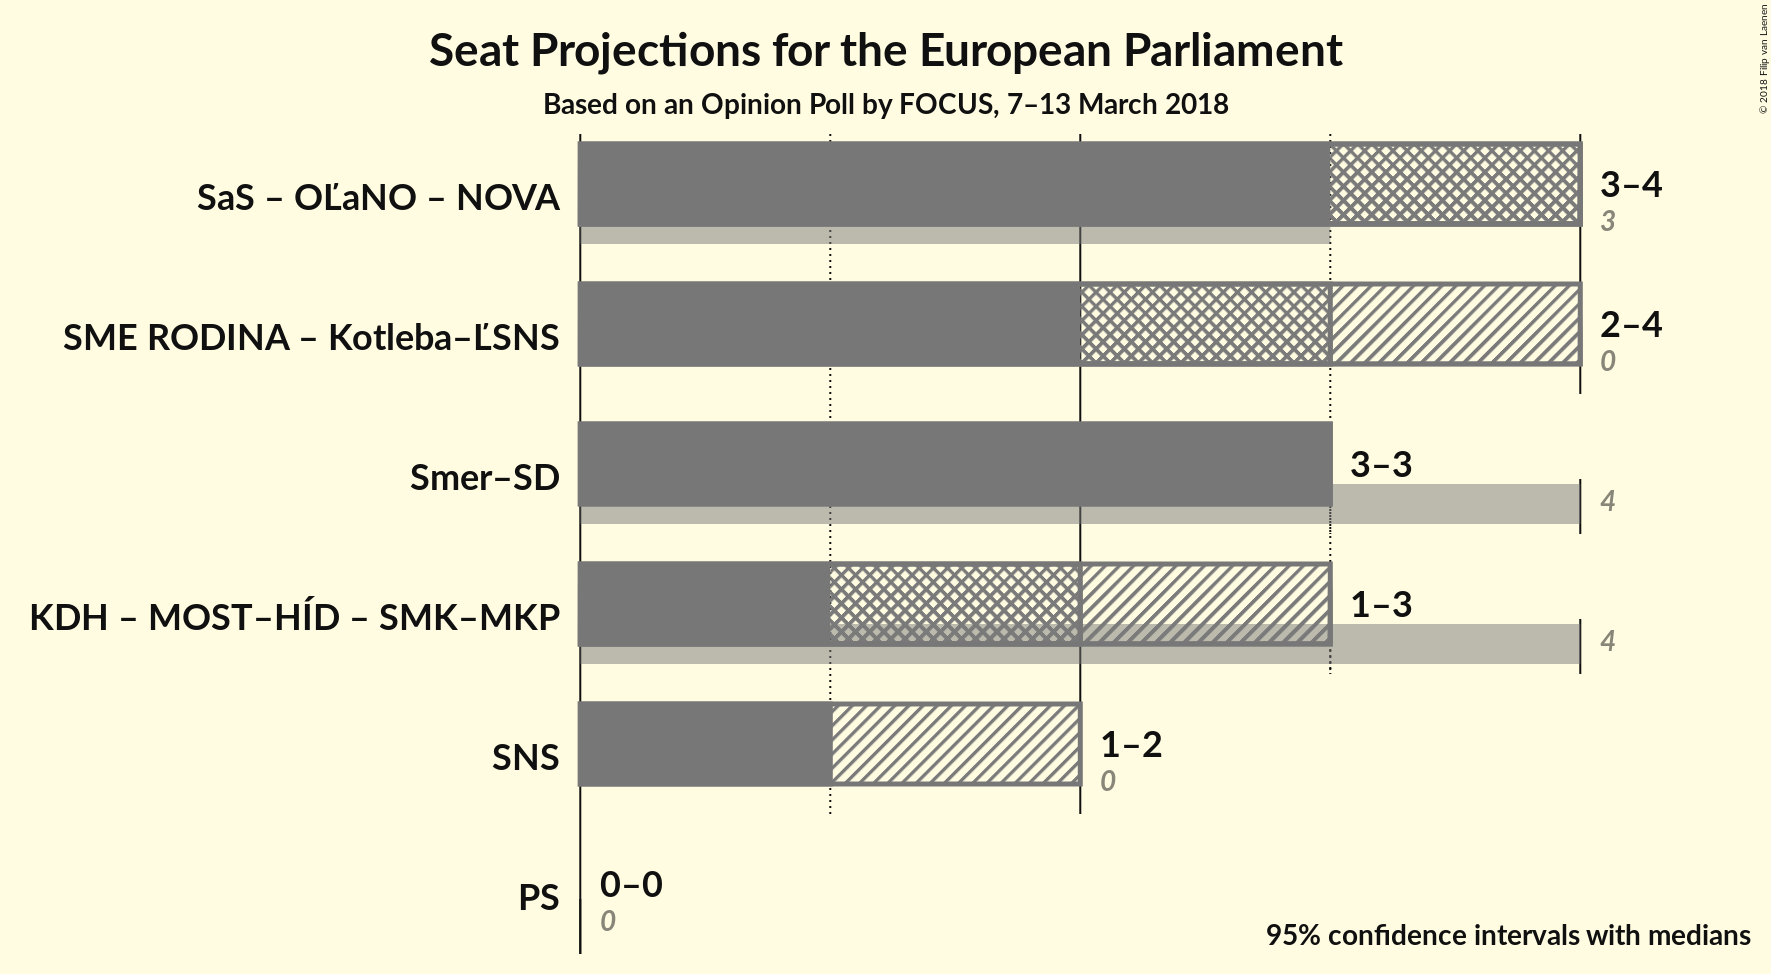 Seat Projections for the European Parliament
Based on an Opinion Poll by FOCUS, 7–13 March 2018
© 2018 Filip van Laenen
SaS – OĽaNO – NOVA
3–4
3
SME RODINA – Kotleba–ĽSNS
2–4
0
Smer–SD
3–3
4
KDH – MOST–HÍD – SMK–MKP
1–3
4
SNS
1–2
0
PS
0–0
0
95% confidence intervals with medians